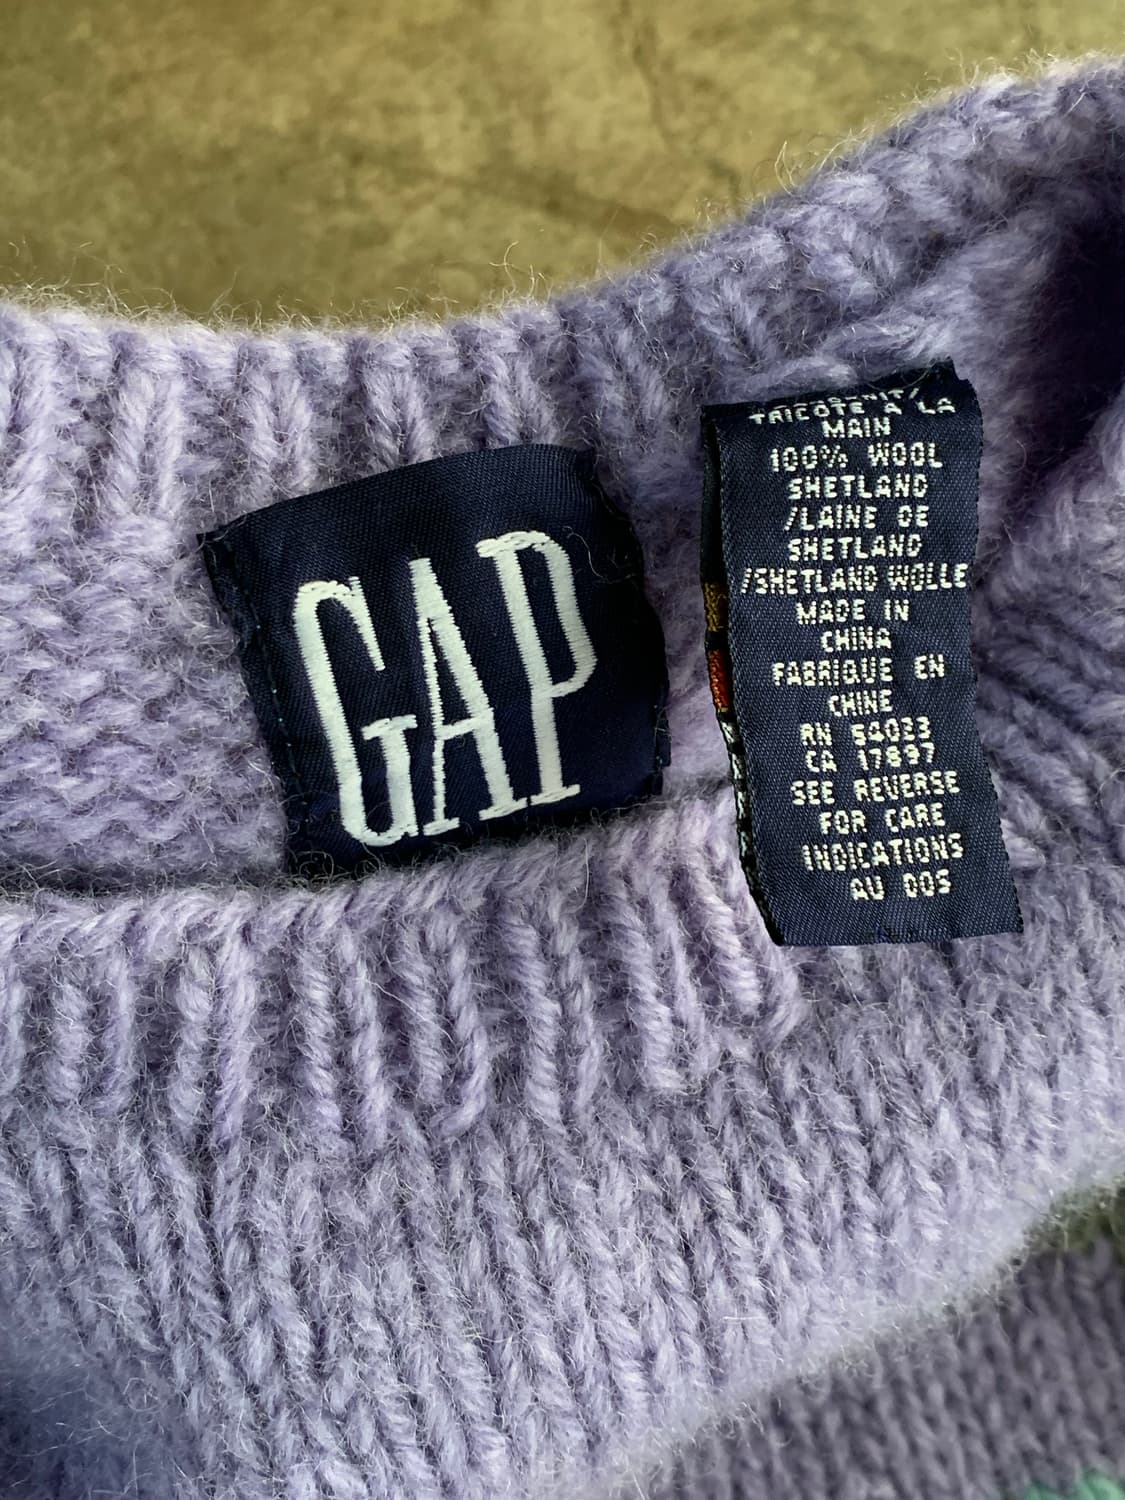 GAP
TRICOTE A LA
MAIN
100% WOOL
SHETLAND
/LAINE DE
SHETLAND
/SHETLAND WOLLE
MADE IN
CHINA
FABRIQUE EN
CHINE
RN 54023
CA 17897
SEE REVERSE
FOR CARE
INDICATIONS
AU DOS